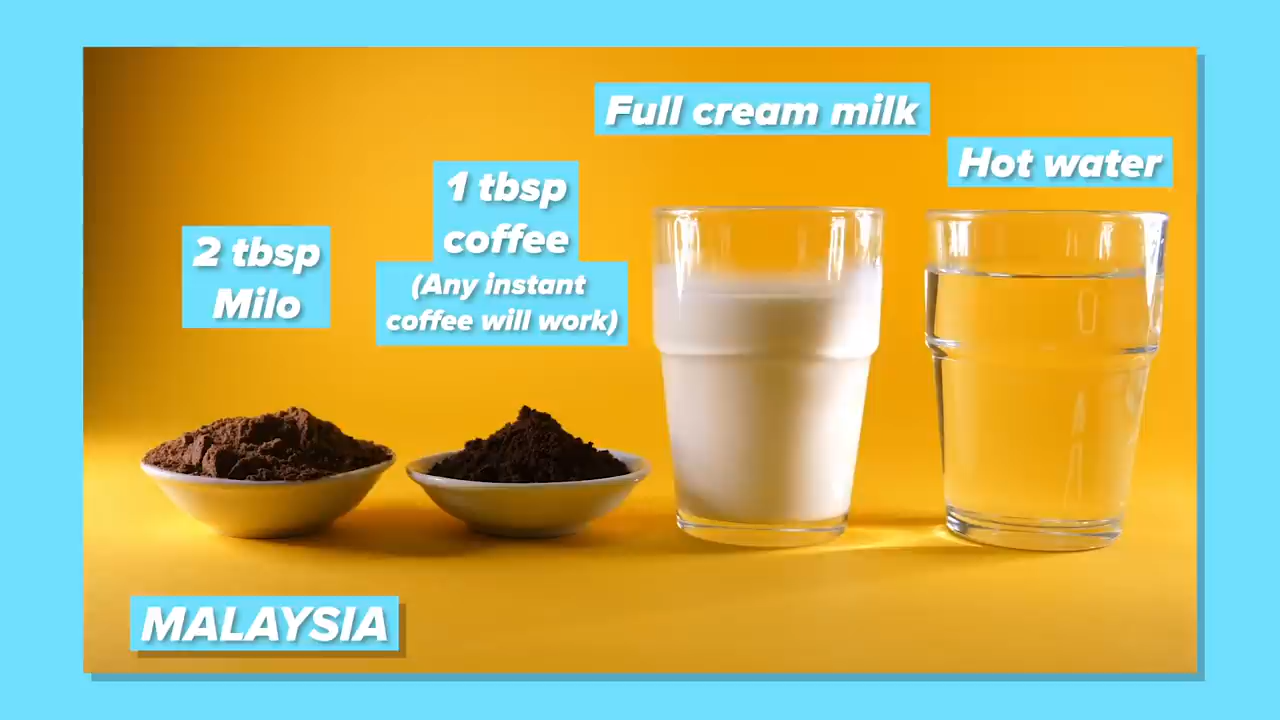 2 tbsp
Milo
1 tbsp
coffee
(Any instant
coffee will work)
Full cream milk
Hot water
MALAYSIA